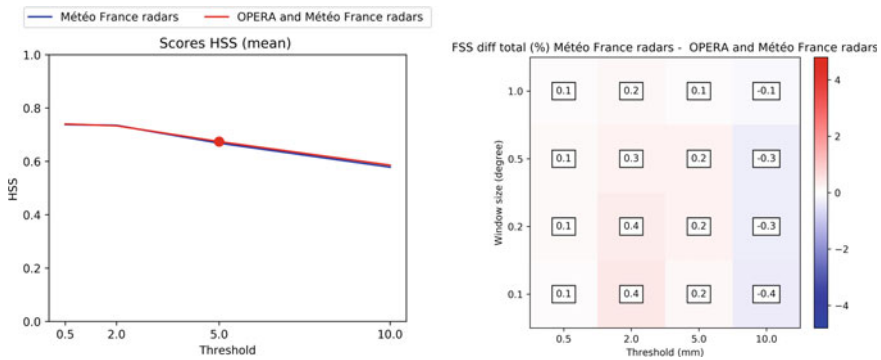 Météo France radars OPERA and Météo France radars
Scores HSS (mean)
1.0
0.8
0.6
0.4
0.2
0.0
HSS
0.5 2.0 5.0 10.0
Threshold
FSS diff total (%) Météo France radars - OPERA and Météo France radars
Window size (degree)
1.0 0.1 0.2 0.1 -0.1
0.5 0.1 0.3 0.2 -0.3
0.2 0.1 0.4 0.2 -0.3
0.1 0.1 0.4 0.2 -0.4
0.5 2.0 5.0 10.0
Threshold (mm)
4
2
0
−2
−4